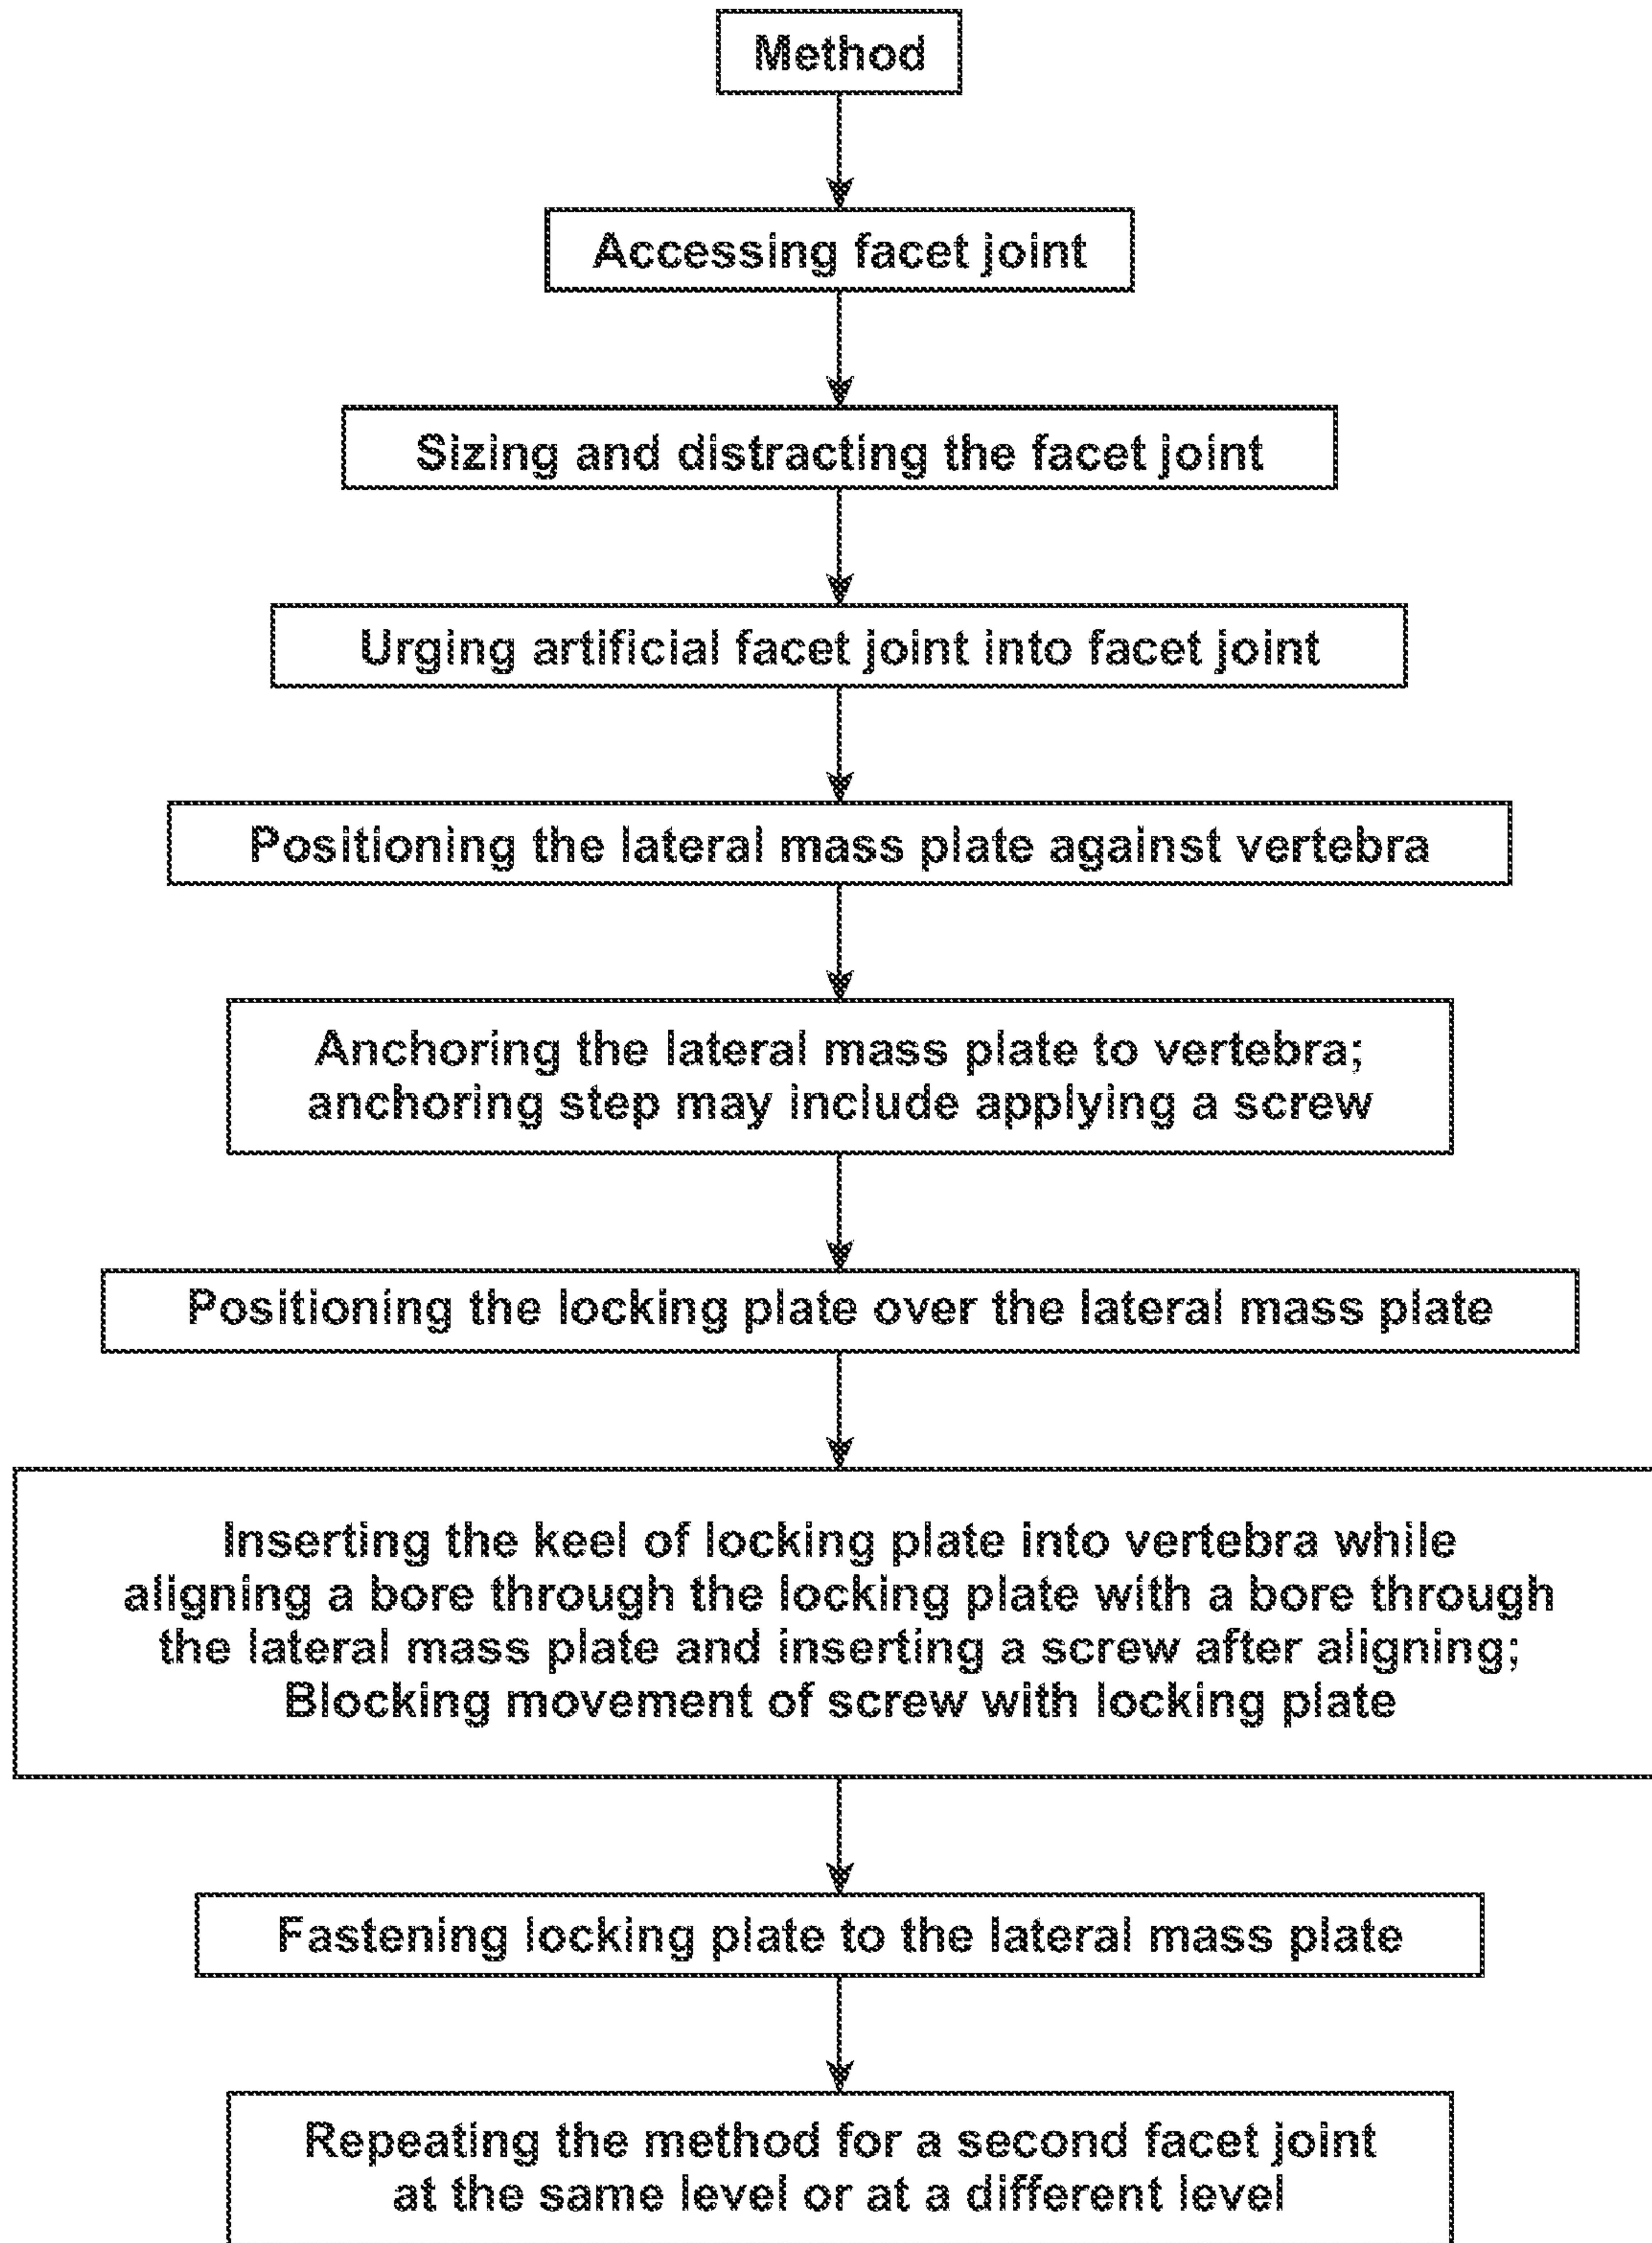 Method
Accessing facet joint
Sizing and distracting the facet joint
Urging artificial facet joint into facet joint
Positioning the lateral mass plate against vertebra
Anchoring the lateral mass plate to vertebra;
anchoring step may include applying a screw
Positioning the locking plate over the lateral mass plate
Inserting the keel of locking plate into vertebra while
aligning a bore through the locking plate with a bore through
the lateral mass plate and inserting a screw after aligning;
Blocking movement of screw with locking plate
Fastening locking plate to the lateral mass plate
Repeating the method for a second facet joint
at the same level or at a different level